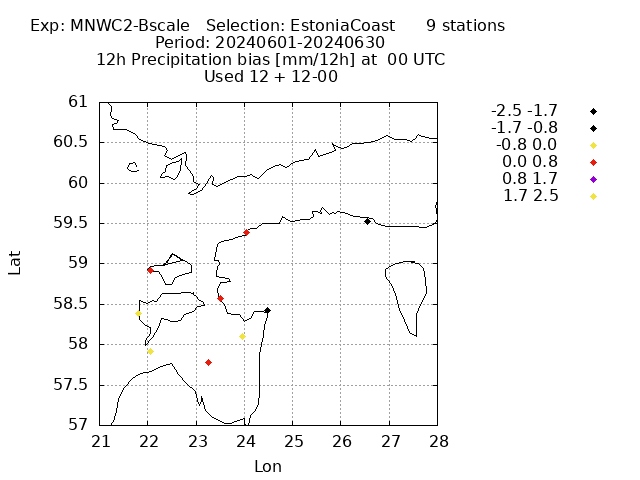 Exp: MNWC2-Bscale   Selection: EstoniaCoast      9 stations
Period: 20240601-20240630
12h Precipitation bias [mm/12h] at  00 UTC
Used 12 + 12-00
-2.5 -1.7
-1.7 -0.8
-0.8 0.0
0.0 0.8
0.8 1.7
1.7 2.5
61
60.5
60
59.5
59
58.5
58
57.5
57
Lat
21 22 23 24 25 26 27 28
Lon